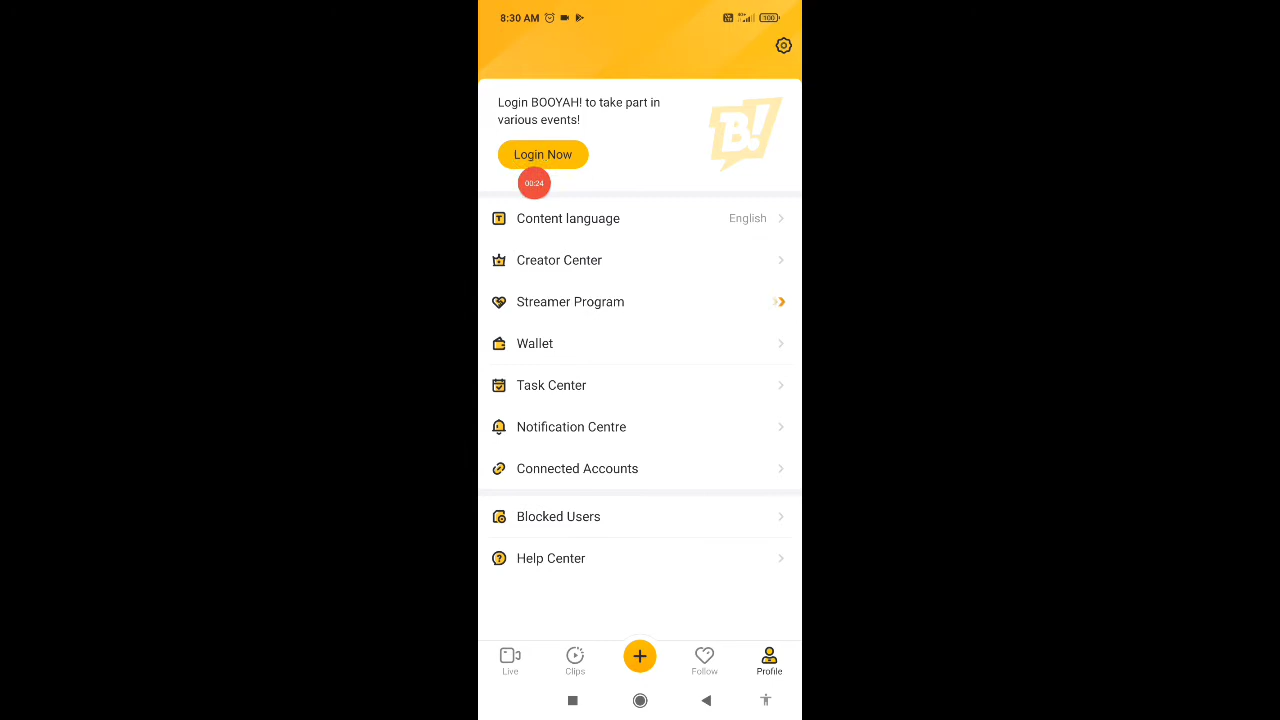 8:30 AM
100
Login BOOYAH! to take part in
various events!
B!
Login Now
00:24
Content language English
Creator Center
Streamer Program
Wallet
Task Center
Notification Centre
Connected Accounts
Blocked Users
Help Center
Live Clips Follow Profile